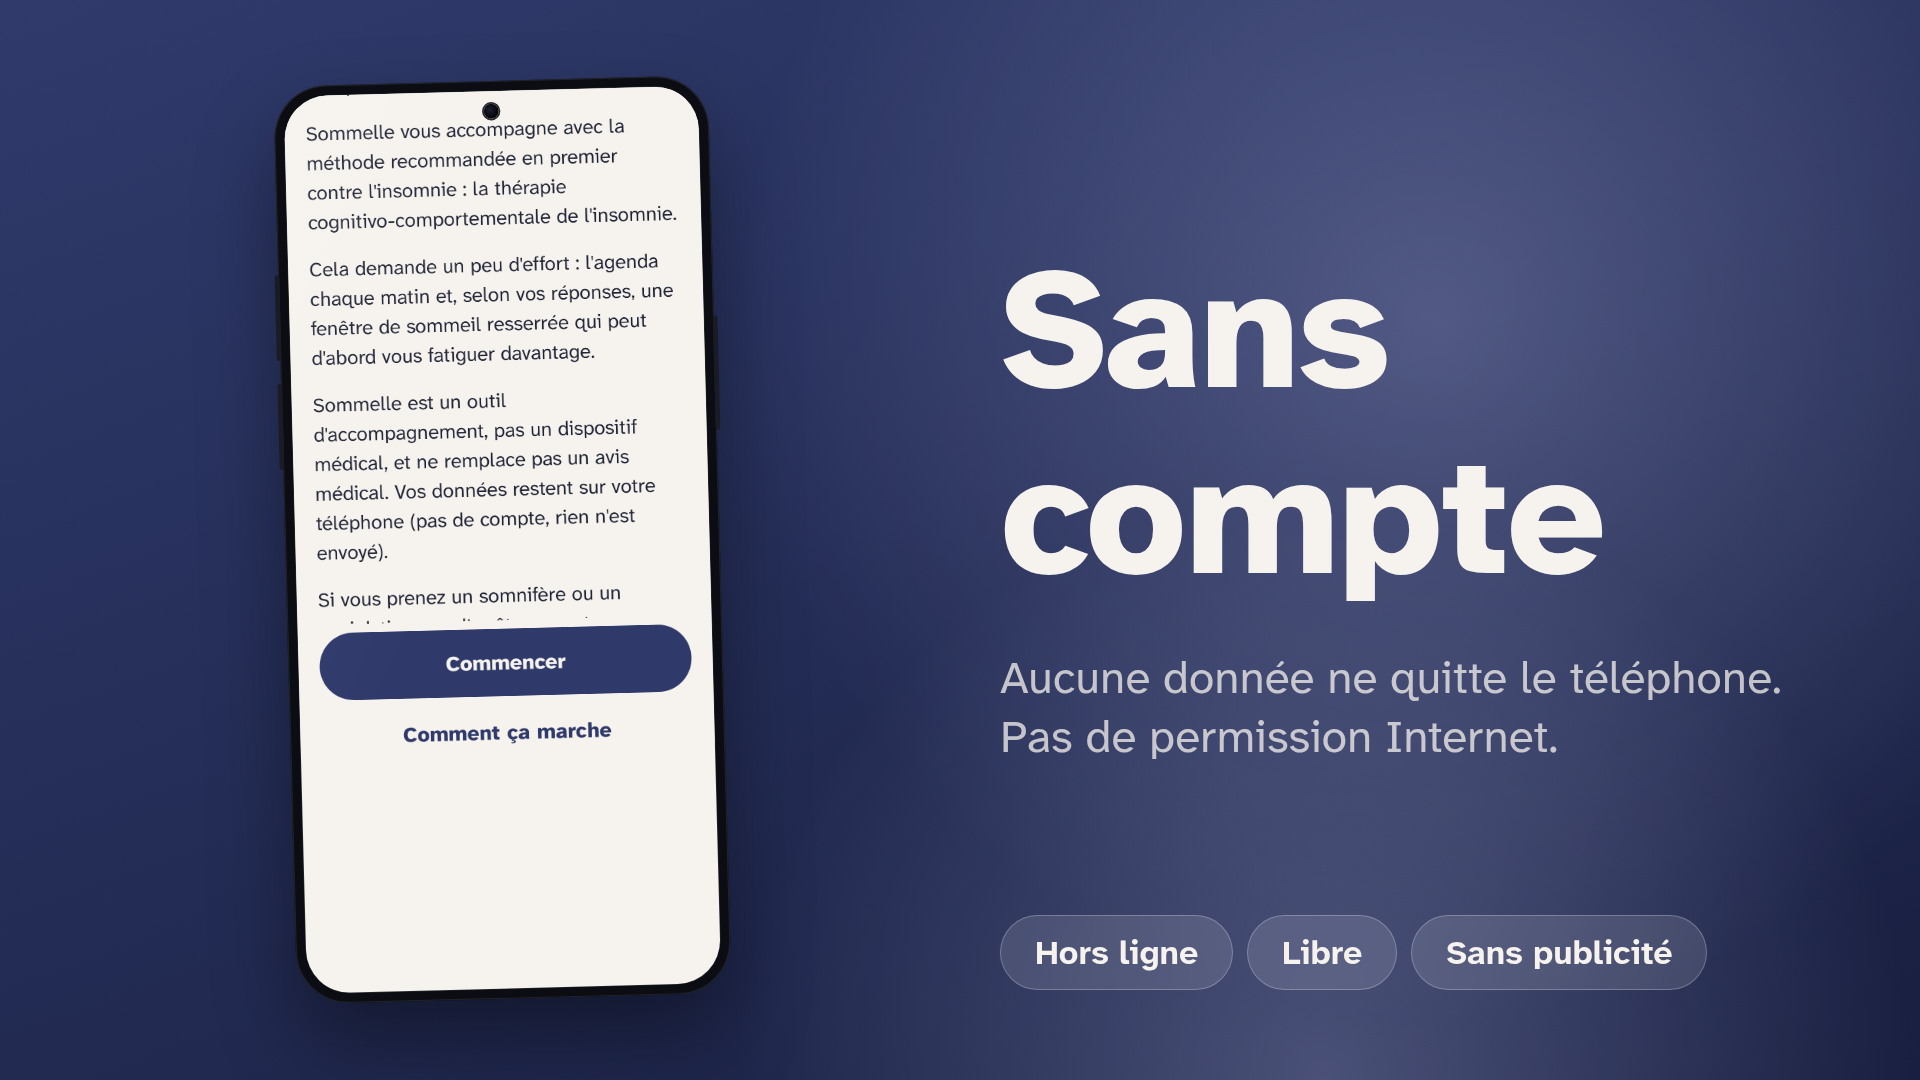 Sommelle vous accompagne avec la
méthode recommandée en premier
contre l'insomnie : la thérapie
cognitivo-comportementale de l'insomnie.
Cela demande un peu d'effort : l'agenda
chaque matin et, selon vos réponses, une
fenêtre de sommeil resserrée qui peut
d'abord vous fatiguer davantage.
Sommelle est un outil
d'accompagnement, pas un dispositif
médical, et ne remplace pas un avis
médical. Vos données restent sur votre
téléphone (pas de compte, rien n'est
envoyé).
Si vous prenez un somnifère ou un
Commencer
Comment ça marche
Sans
compte
Aucune donnée ne quitte le téléphone.
Pas de permission Internet.
Hors ligne
Libre
Sans publicité